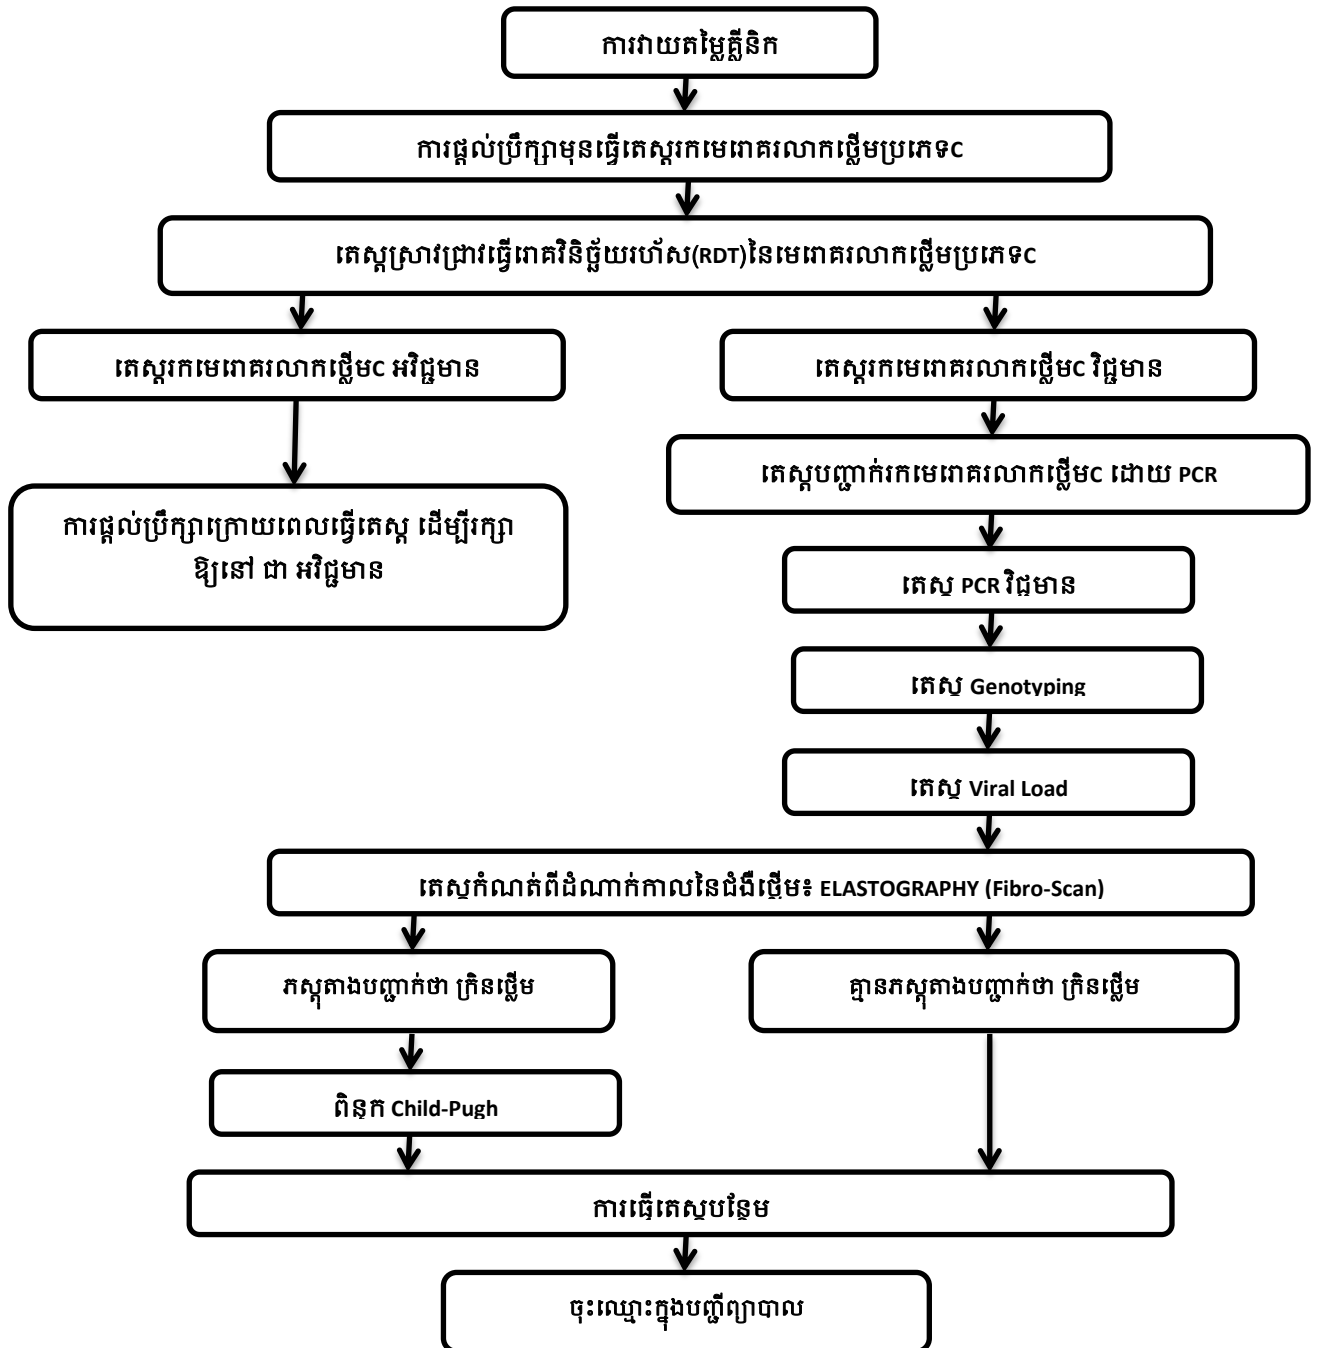 ការវាយតម្លៃគ្លីនិក
ការផ្តល់ប្រឹក្សាមុនធ្វើតេស្តរកមេរោគរលាកថ្លើមប្រភេទC
តេស្តស្រាវជ្រាវធ្វើរោគវិនិច្ឆ័យរហ័ស(RDT)នៃមេរោគរលាកថ្លើមប្រភេទC
តេស្តរកមេរោគរលាកថ្លើមC អវិជ្ជមាន
តេស្តរកមេរោគរលាកថ្លើមC វិជ្ជមាន
តេស្តបញ្ជាក់រកមេរោគរលាកថ្លើមC ដោយ PCR
ការផ្តល់ប្រឹក្សាក្រោយពេលធ្វើតេស្ត ដើម្បីរក្សា
ឱ្យនៅ ជា អវិជ្ជមាន
តេស្ត PCR វិជ្ជមាន
តេស្ត Genotyping
តេស្ត Viral Load
តេស្តកំណត់ពីដំណាក់កាលនៃជំងឺថ្លើម៖ ELASTOGRAPHY (Fibro-Scan)
ភស្តុតាងបញ្ជាក់ថា ក្រិនថ្លើម
គ្មានភស្តុតាងបញ្ជាក់ថា ក្រិនថ្លើម
ពិន្ទុក Child-Pugh
ការធ្វើតេស្តបន្ថែម
ចុះឈ្មោះក្នុងបញ្ជីព្យាបាល